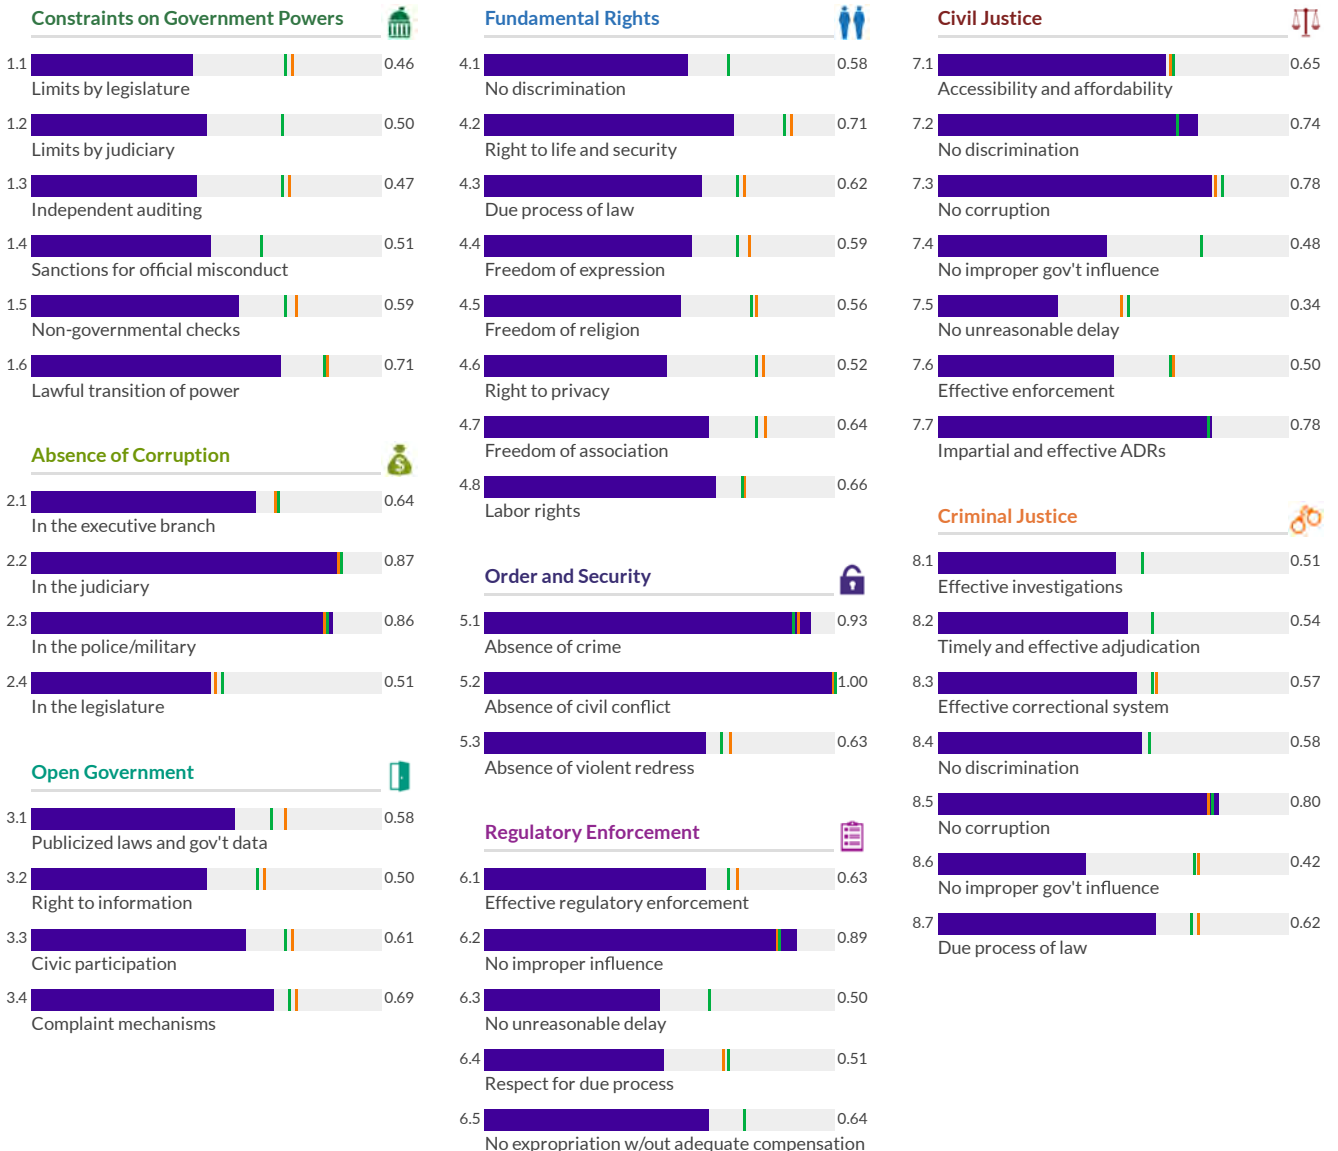 Constraints on Government Powers
1.1 0.46
Limits by legislature
1.2 0.50
Limits by judiciary
1.3 0.47
Independent auditing
1.4 0.51
Sanctions for official misconduct
1.5 0.59
Non-governmental checks
1.6 0.71
Lawful transition of power
Absence of Corruption
2.1 0.64
In the executive branch
2.2 0.87
In the judiciary
2.3 0.86
In the police/military
2.4 0.51
In the legislature
Open Government
3.1 0.58
Publicized laws and gov't data
3.2 0.50
Right to information
3.3 0.61
Civic participation
3.4 0.69
Complaint mechanisms
Fundamental Rights
4.1 0.58
No discrimination
4.2 0.71
Right to life and security
4.3 0.62
Due process of law
4.4 0.59
Freedom of expression
4.5 0.56
Freedom of religion
4.6 0.52
Right to privacy
4.7 0.64
Freedom of association
4.8 0.66
Labor rights
Order and Security
5.1 0.93
Absence of crime
5.2 1.00
Absence of civil conflict
5.3 0.63
Absence of violent redress
Regulatory Enforcement
6.1 0.63
Effective regulatory enforcement
6.2 0.89
No improper influence
6.3 0.50
No unreasonable delay
6.4 0.51
Respect for due process
6.5 0.64
No expropriation w/out adequate compensation
Civil Justice
7.1 0.65
Accessibility and affordability
7.2 0.74
No discrimination
7.3 0.78
No corruption
7.4 0.48
No improper gov't influence
7.5 0.34
No unreasonable delay
7.6 0.50
Effective enforcement
7.7 0.78
Impartial and effective ADRs
Criminal Justice
8.1 0.51
Effective investigations
8.2 0.54
Timely and effective adjudication
8.3 0.57
Effective correctional system
8.4 0.58
No discrimination
8.5 0.80
No corruption
8.6 0.42
No improper gov't influence
8.7 0.62
Due process of law